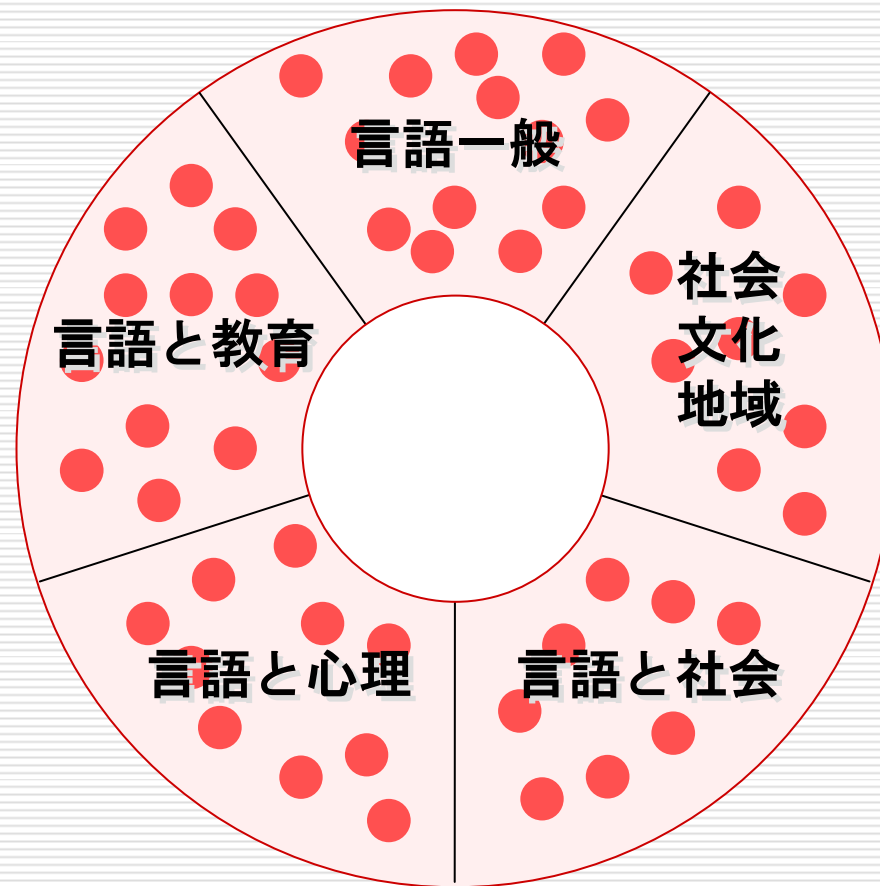 言語一般
社会
文化
地域
言語と教育
言語と心理
言語と社会